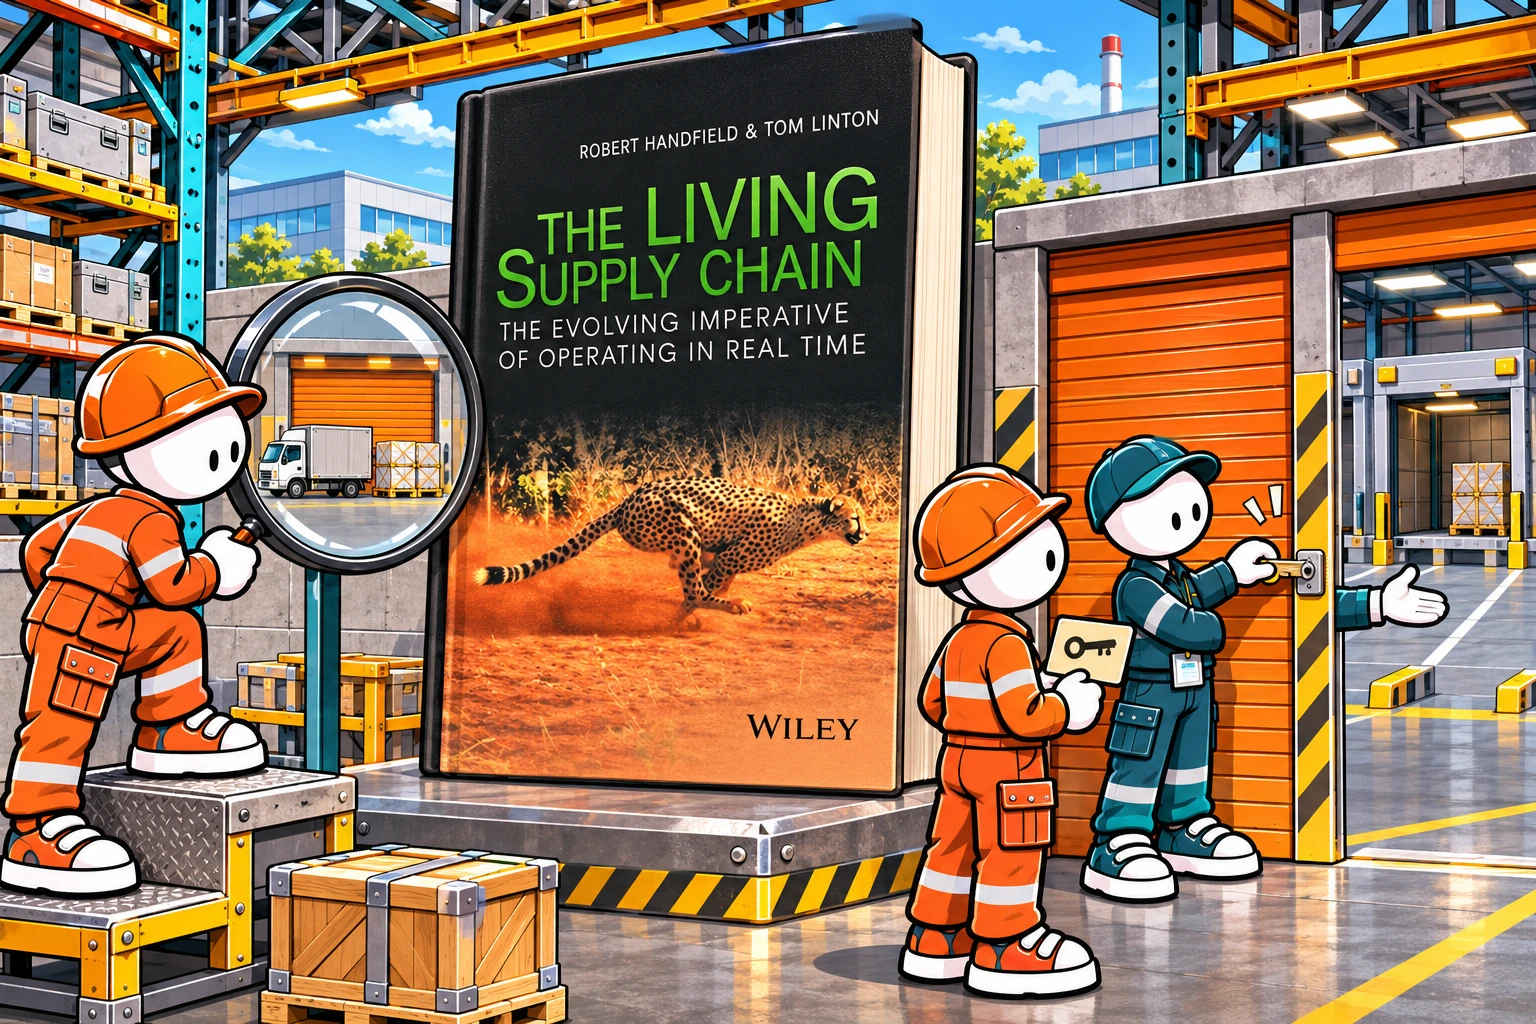 ROBERT HANDFIELD & TOM LINTON
THE LIVING
SUPPLY CHAIN
THE EVOLVING IMPERATIVE
OF OPERATING IN REAL TIME
WILEY